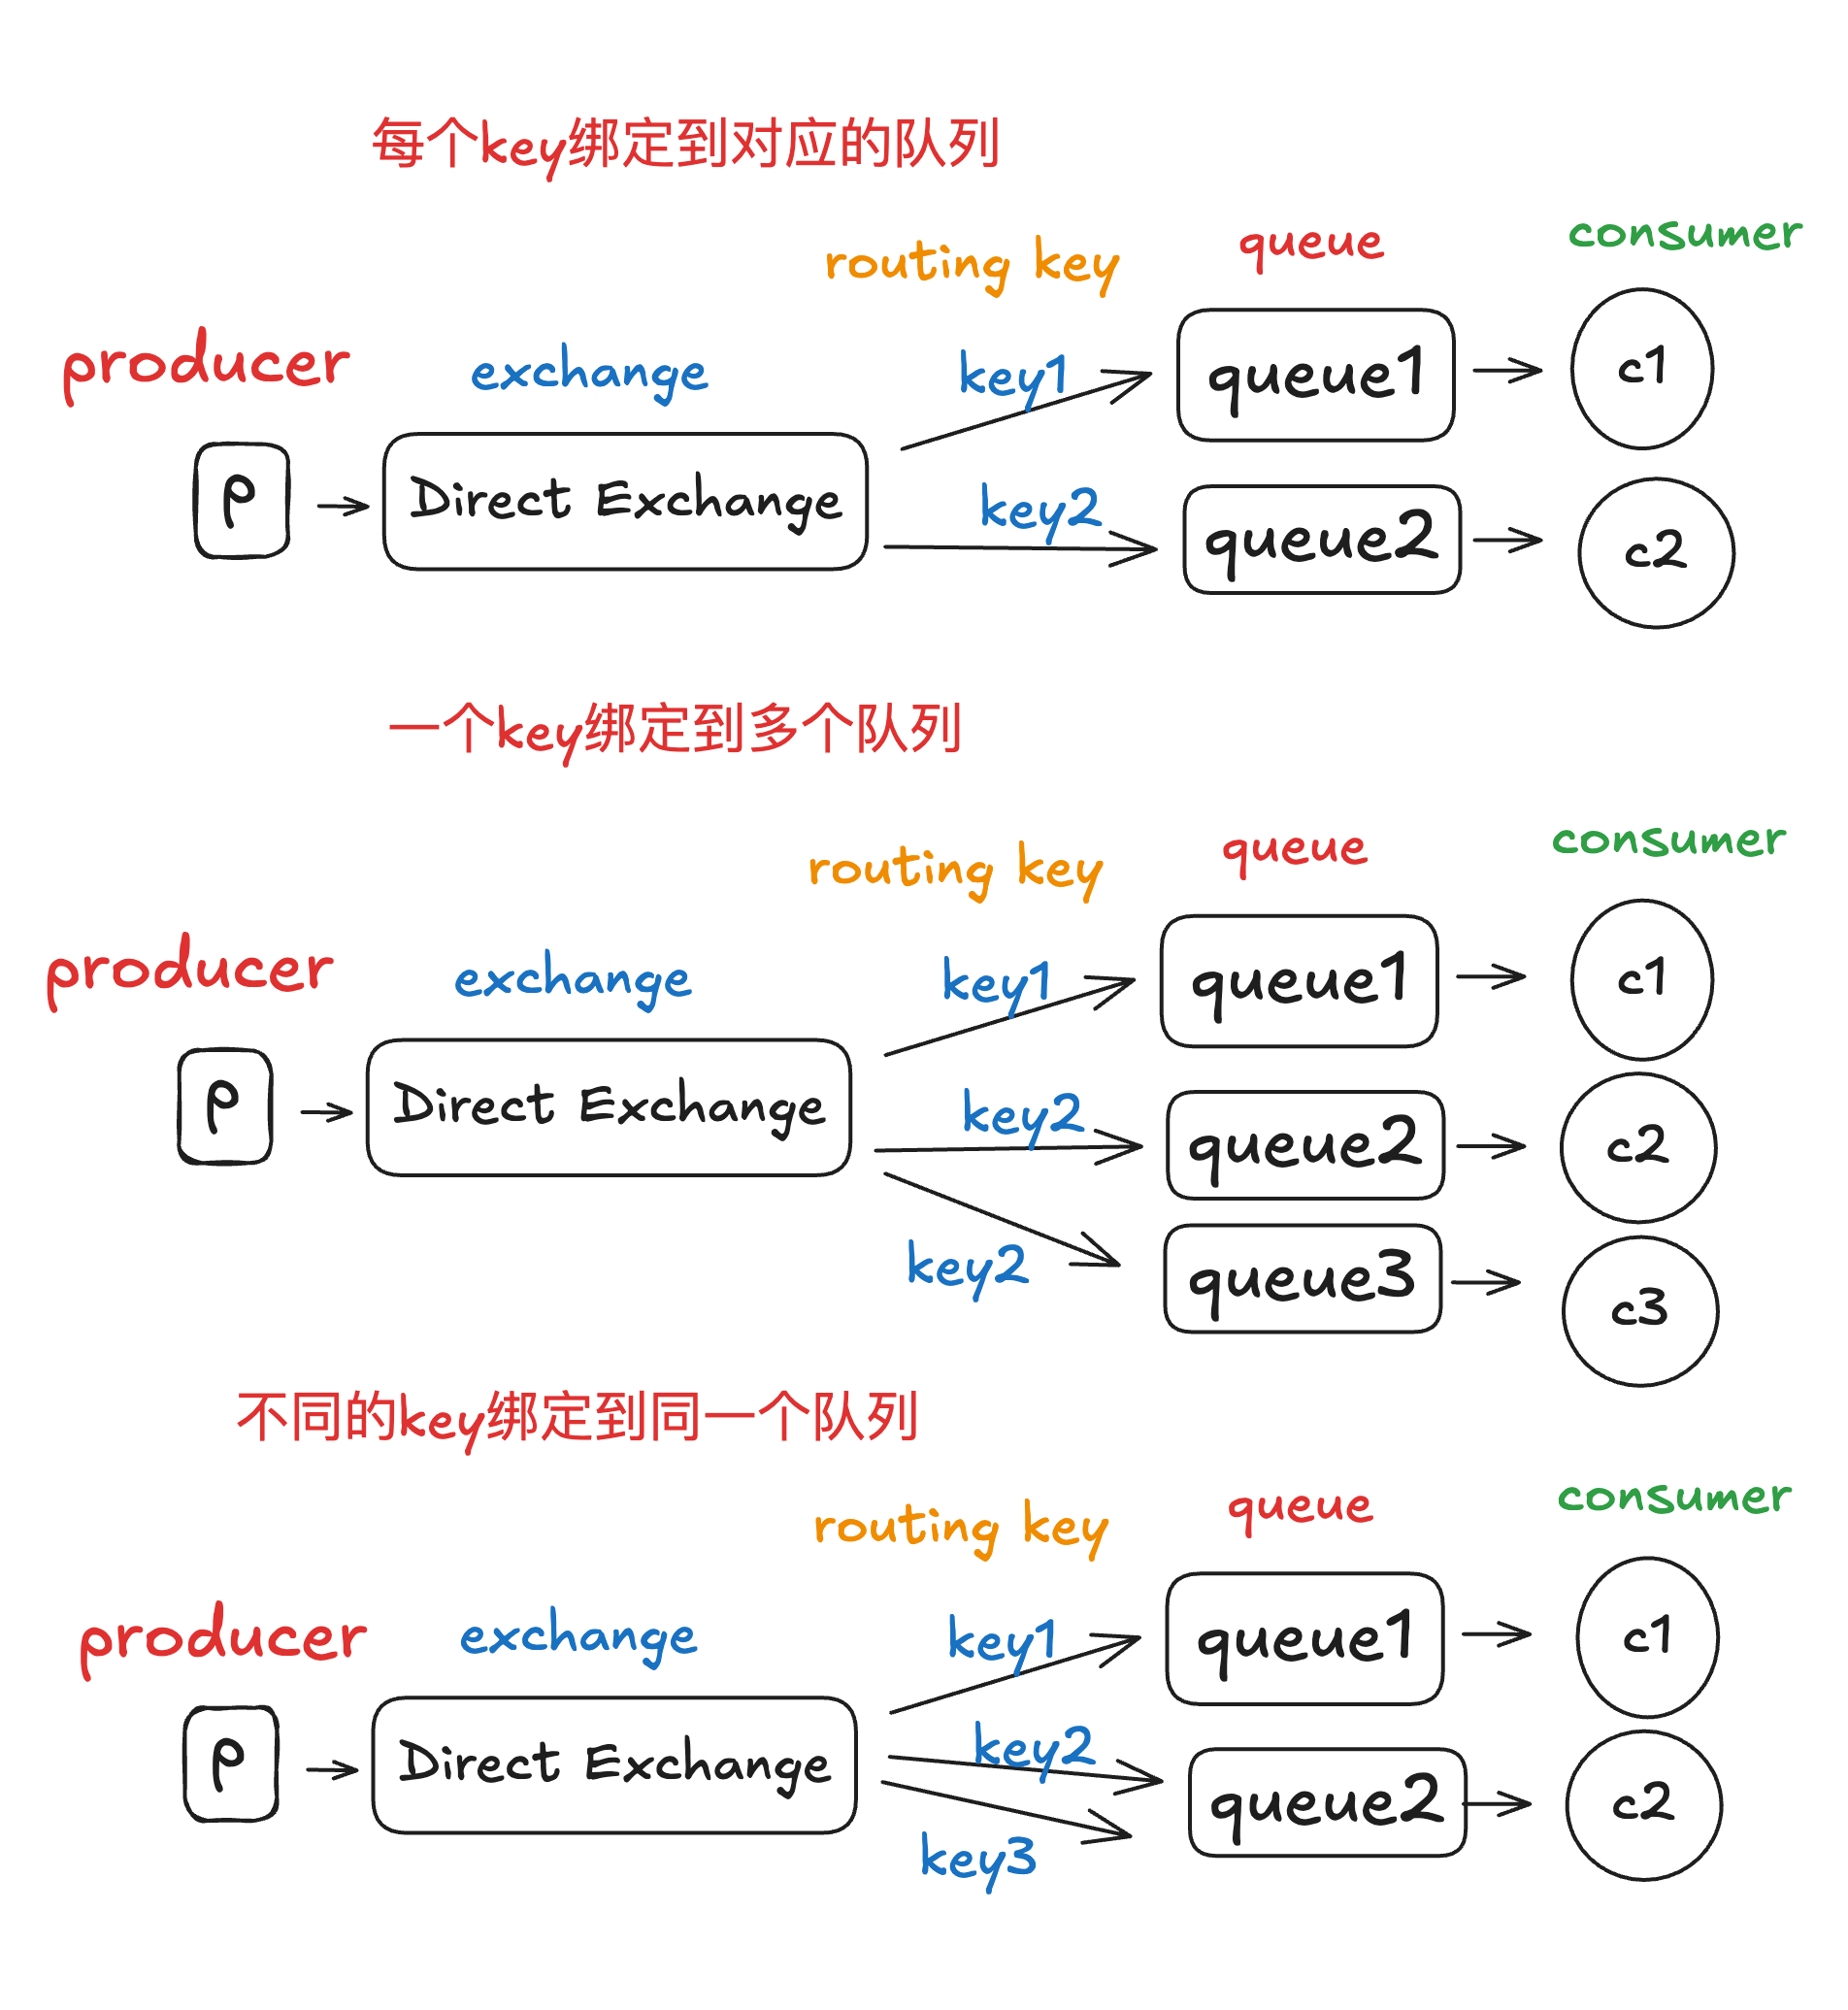 每个key绑定到对应的队列
routing key
queue
consumer
producer
exchange
key1
queue1
c1
P
Direct Exchange
key2
queue2
c2
一个key绑定到多个队列
routing key
queue
consumer
producer
exchange
key1
queue1
c1
P
Direct Exchange
key2
queue2
c2
key2
queue3
c3
不同的key绑定到同一个队列
routing key
queue
consumer
producer
exchange
key1
queue1
c1
P
Direct Exchange
key2
queue2
c2
key3